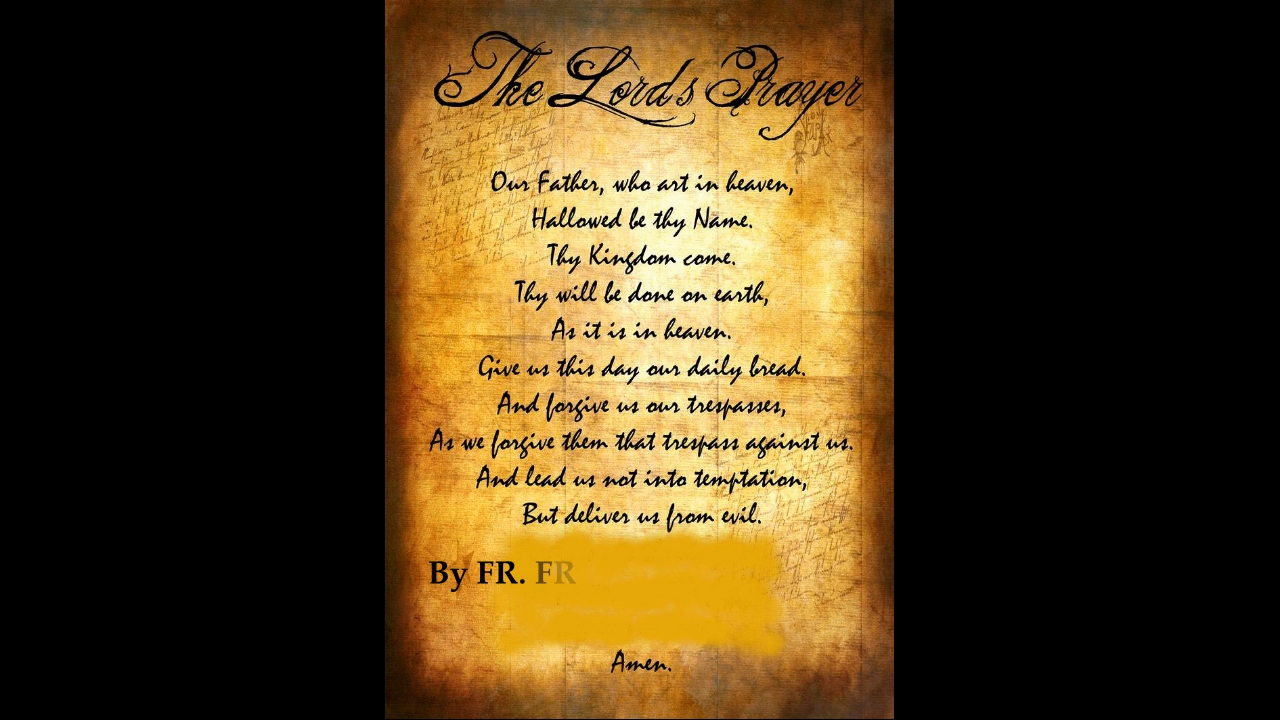 The Lord's Prayer
Our Father, who art in heaven,
Hallowed be thy Name.
Thy Kingdom come.
Thy will be done on earth,
As it is in heaven.
Give us this day our daily bread.
And forgive us our trespasses,
As we forgive them that trespass against us.
And lead us not into temptation,
But deliver us from evil.
By FR. FR
Amen.